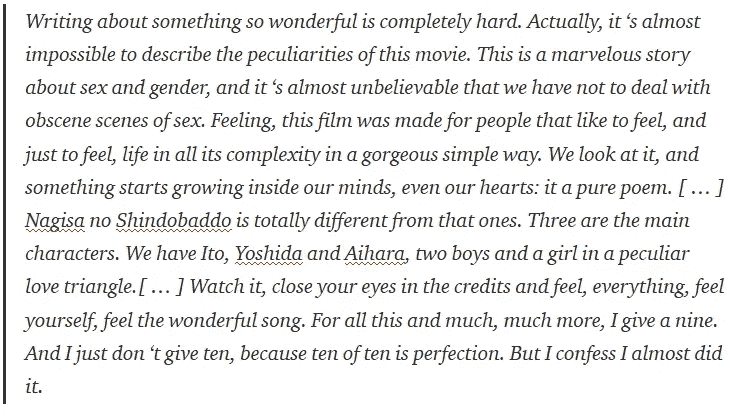 Writing about something so wonderful is completely hard. Actually, it ‘s almost
impossible to describe the peculiarities of this movie. This is a marvelous story
about sex and gender, and it ‘s almost unbelievable that we have not to deal with
obscene scenes of sex. Feeling, this film was made for people that like to feel, and
just to feel, life in all its complexity in a gorgeous simple way. We look at it, and
something starts growing inside our minds, even our hearts: it a pure poem. [ … ]
Nagisa no Shindobaddo is totally different from that ones. Three are the main
characters. We have Ito, Yoshida and Aihara, two boys and a girl in a peculiar
love triangle.[ … ] Watch it, close your eyes in the credits and feel, everything, feel
yourself, feel the wonderful song. For all this and much, much more, I give a nine.
And I just don ‘t give ten, because ten of ten is perfection. But I confess I almost did
it.